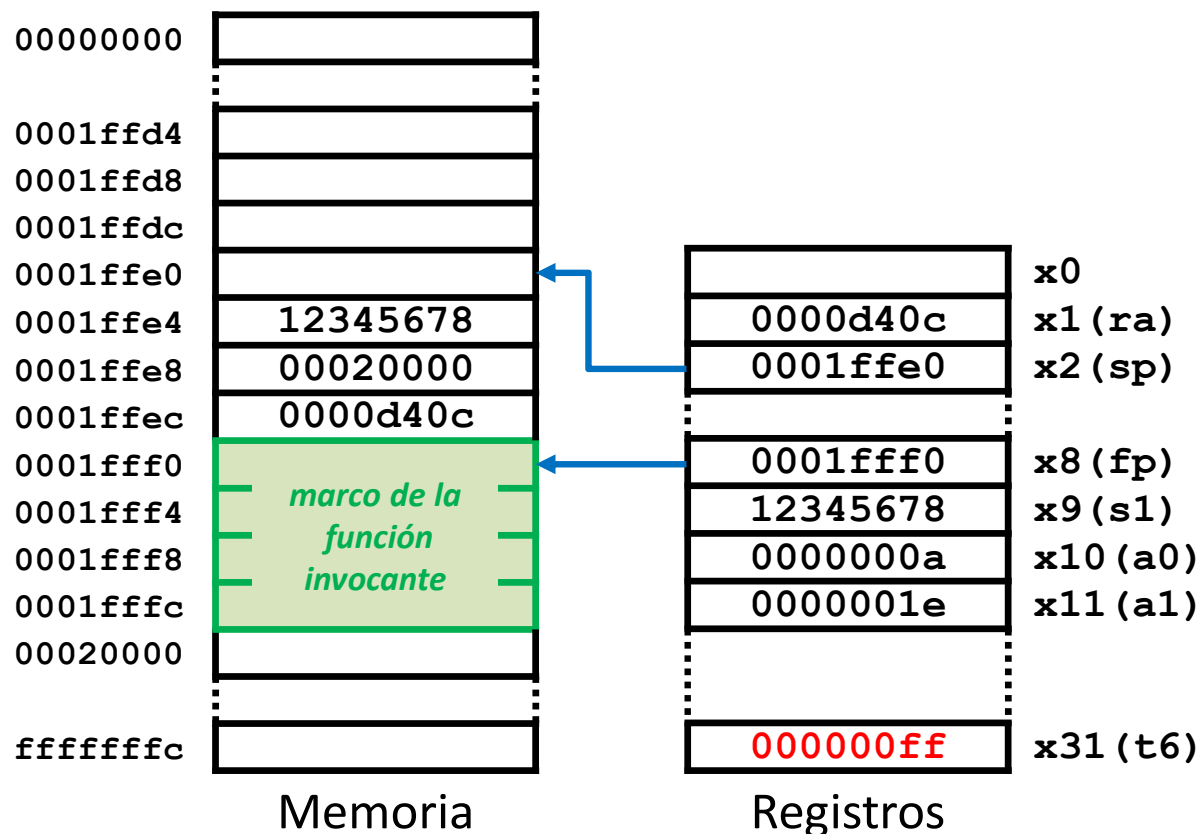 00000000
0001ffd4
0001ffd8
0001ffdc
0001ffe0 x0
0001ffe4 12345678 0000d40c x1(ra)
0001ffe8 00020000 0001ffe0 x2(sp)
0001ffec 0000d40c
0001fff0 0001fff0 x8(fp)
0001fff4 marco de la 12345678 x9(s1)
función
0001fff8 0000000a x10(a0)
invocante
0001fffc 0000001e x11(a1)
00020000
fffffffc 000000ff x31(t6)
Memoria Registros